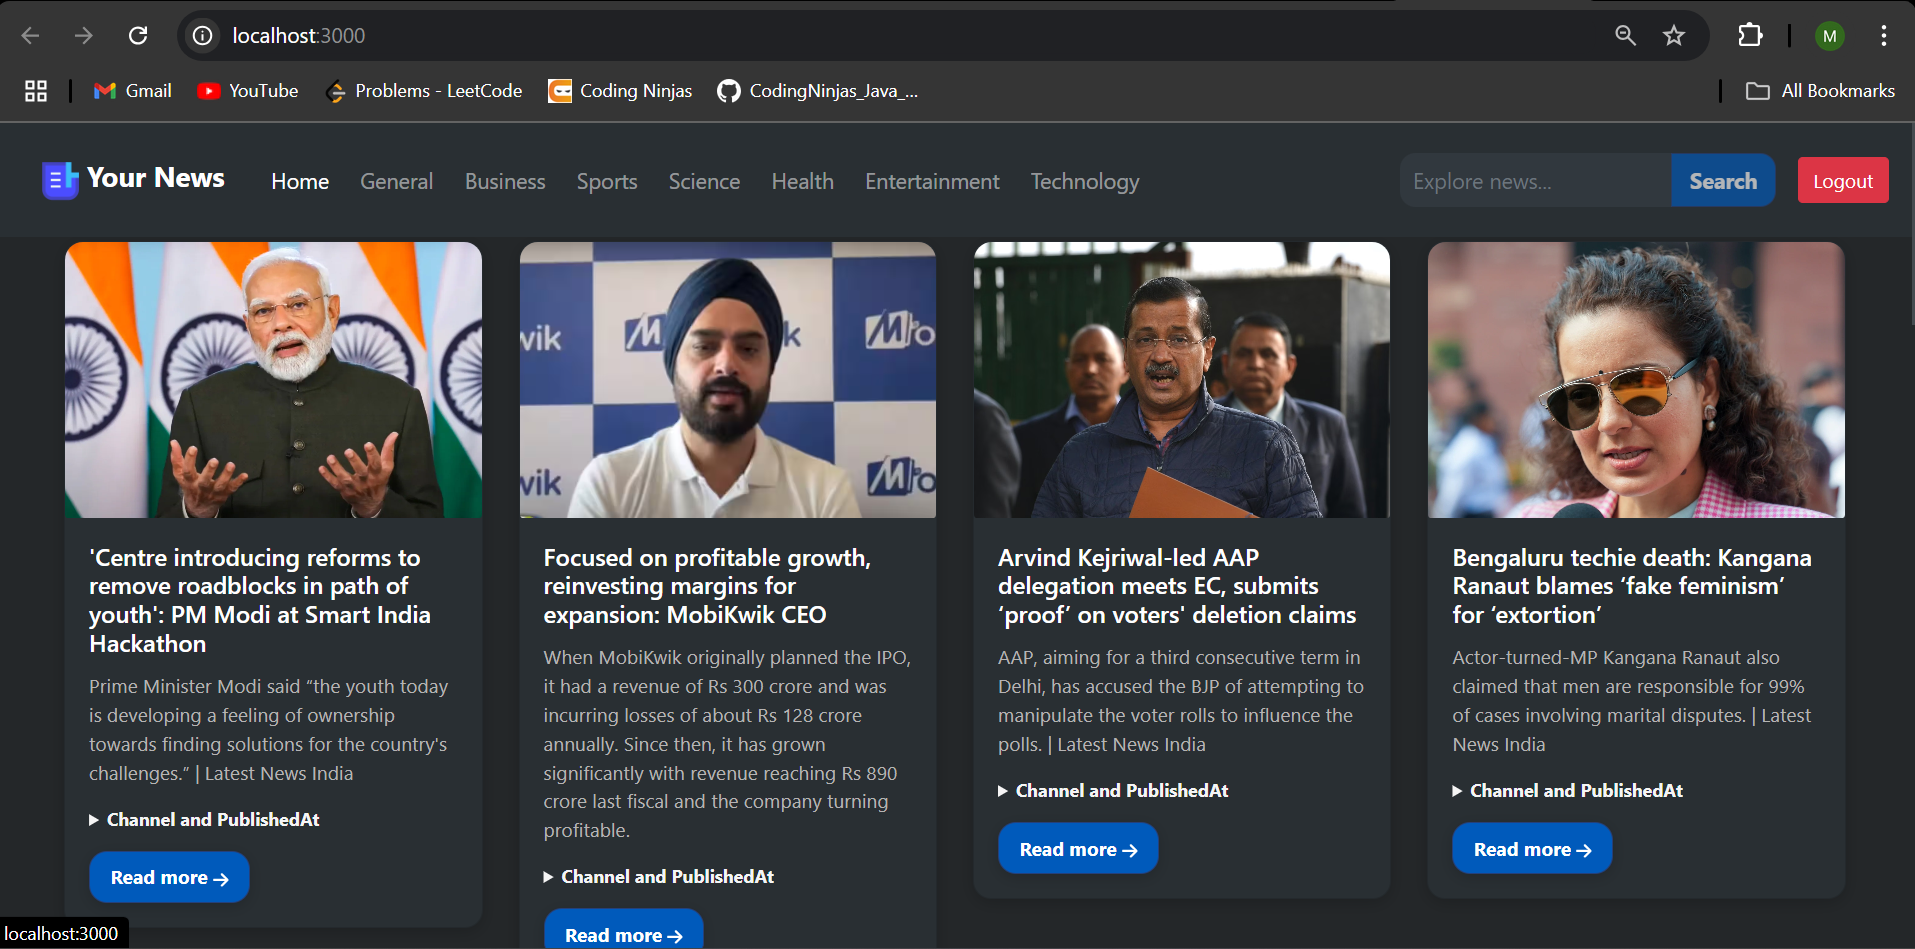 localhost:3000
M
Gmail
YouTube
Problems - LeetCode
Coding Ninjas
CodingNinjas_Java_...
All Bookmarks
Your News
Home
General
Business
Sports
Science
Health
Entertainment
Technology
Explore news...
Search
Logout
'Centre introducing reforms to
remove roadblocks in path of
youth': PM Modi at Smart India
Hackathon
Prime Minister Modi said “the youth today
is developing a feeling of ownership
towards finding solutions for the country's
challenges.” | Latest News India
Channel and PublishedAt
Read more →
Focused on profitable growth,
reinvesting margins for
expansion: MobiKwik CEO
When MobiKwik originally planned the IPO,
it had a revenue of Rs 300 crore and was
incurring losses of about Rs 128 crore
annually. Since then, it has grown
significantly with revenue reaching Rs 890
crore last fiscal and the company turning
profitable.
Channel and PublishedAt
Read more →
Arvind Kejriwal-led AAP
delegation meets EC, submits
‘proof’ on voters' deletion claims
AAP, aiming for a third consecutive term in
Delhi, has accused the BJP of attempting to
manipulate the voter rolls to influence the
polls. | Latest News India
Channel and PublishedAt
Read more →
Bengaluru techie death: Kangana
Ranaut blames ‘fake feminism’
for ‘extortion’
Actor-turned-MP Kangana Ranaut also
claimed that men are responsible for 99%
of cases involving marital disputes. | Latest
News India
Channel and PublishedAt
Read more →
localhost:3000